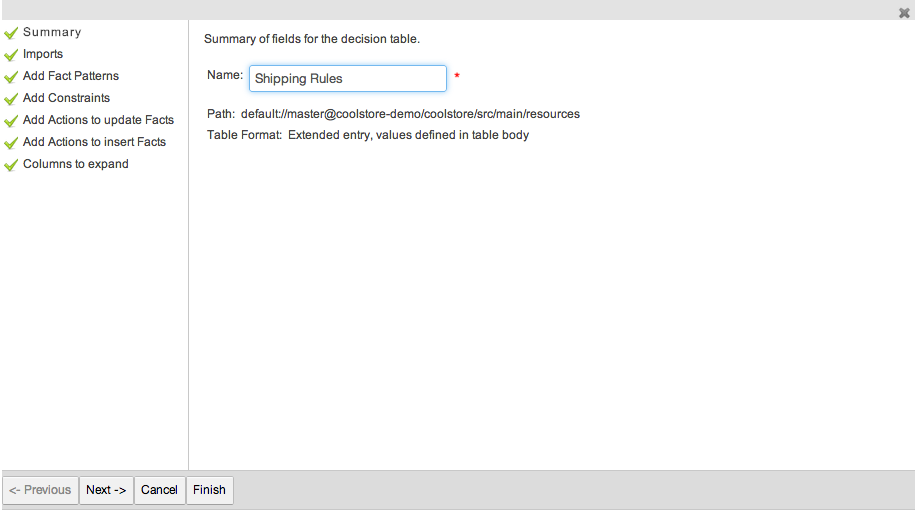 Summary
Imports
Add Fact Patterns
Add Constraints
Add Actions to update Facts
Add Actions to insert Facts
Columns to expand
Summary of fields for the decision table.
Name: Shipping Rules *
Path: default://master@coolstore-demo/coolstore/src/main/resources
Table Format: Extended entry, values defined in table body
<- Previous Next -> Cancel Finish